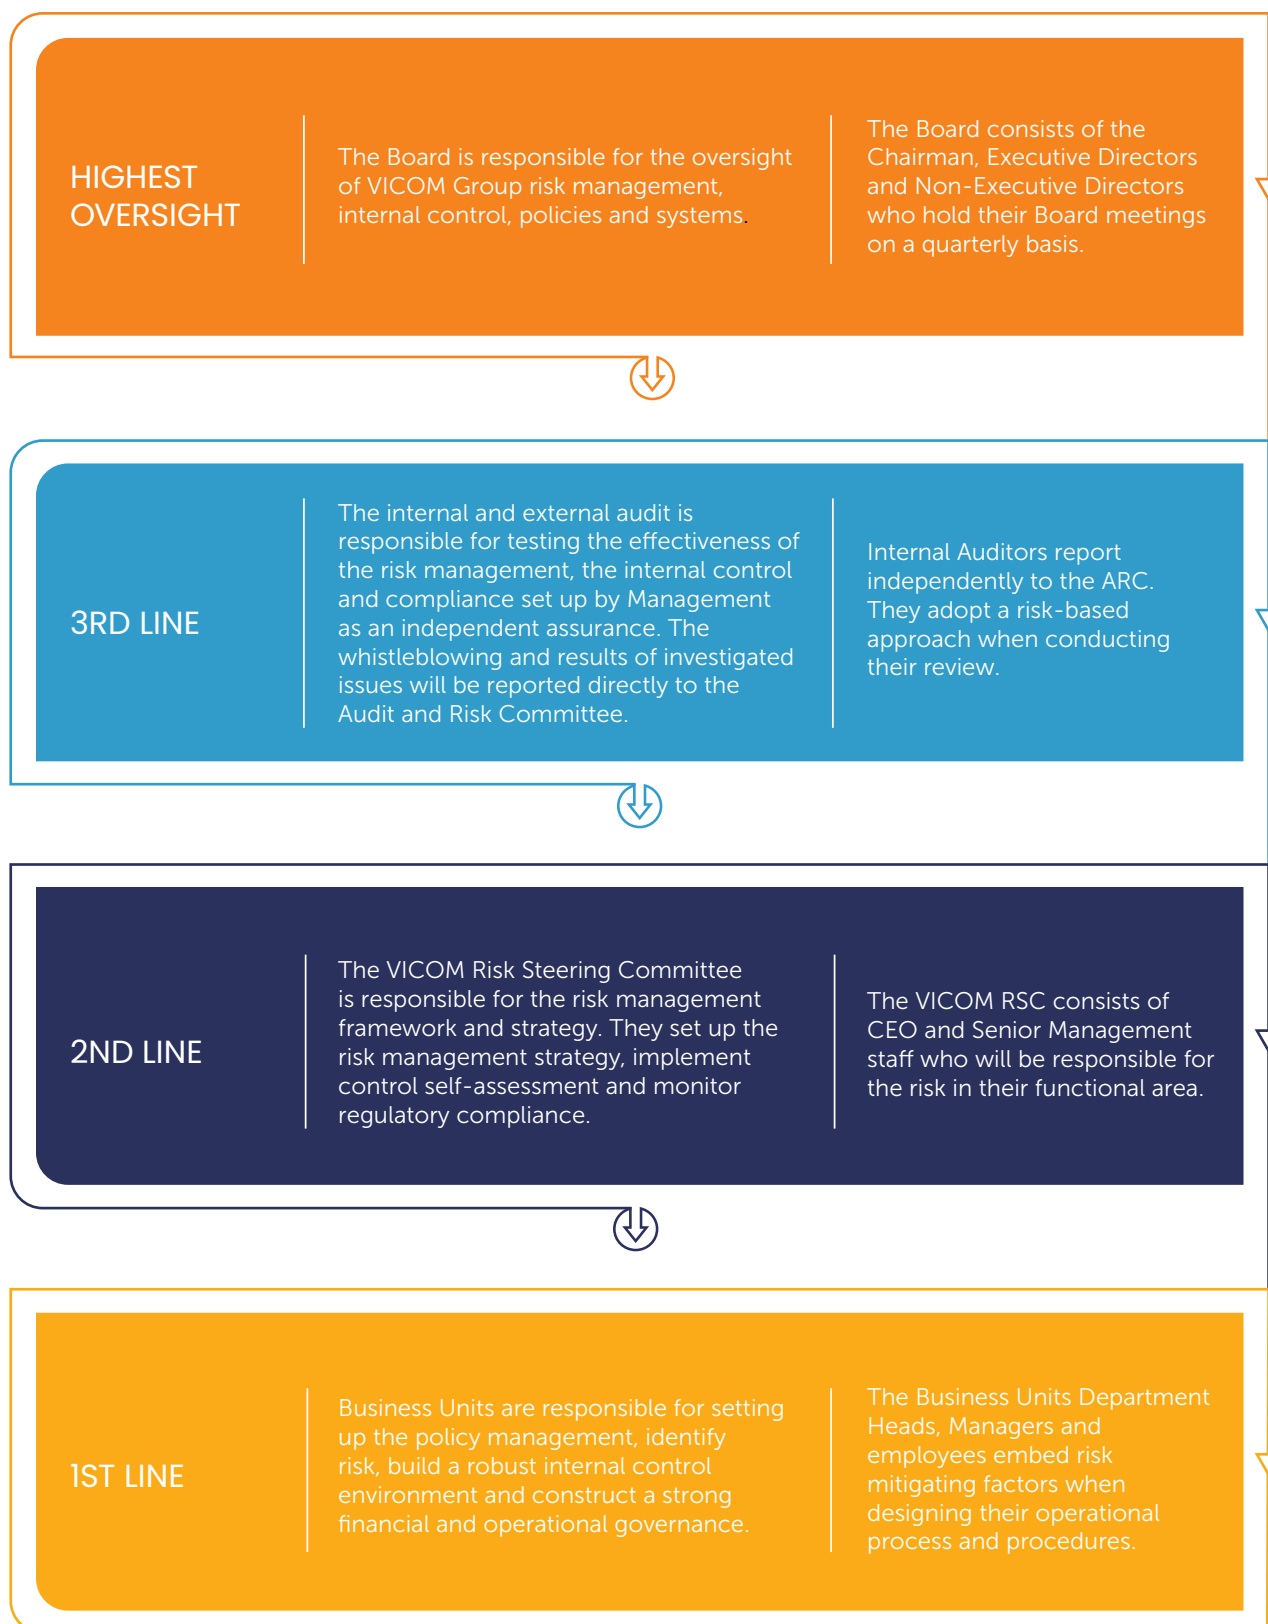 HIGHEST
OVERSIGHT
The Board is responsible for the oversight
of VICOM Group risk management,
internal control, policies and systems.
The Board consists of the
Chairman, Executive Directors
and Non-Executive Directors
who hold their Board meetings
on a quarterly basis.
3RD LINE
The internal and external audit is
responsible for testing the effectiveness of
the risk management, the internal control
and compliance set up by Management
as an independent assurance. The
whistleblowing and results of investigated
issues will be reported directly to the
Audit and Risk Committee.
Internal Auditors report
independently to the ARC.
They adopt a risk-based
approach when conducting
their review.
2ND LINE
The VICOM Risk Steering Committee
is responsible for the risk management
framework and strategy. They set up the
risk management strategy, implement
control self-assessment and monitor
regulatory compliance.
The VICOM RSC consists of
CEO and Senior Management
staff who will be responsible for
the risk in their functional area.
1ST LINE
Business Units are responsible for setting
up the policy management, identify
risk, build a robust internal control
environment and construct a strong
financial and operational governance.
The Business Units Department
Heads, Managers and
employees embed risk
mitigating factors when
designing their operational
process and procedures.